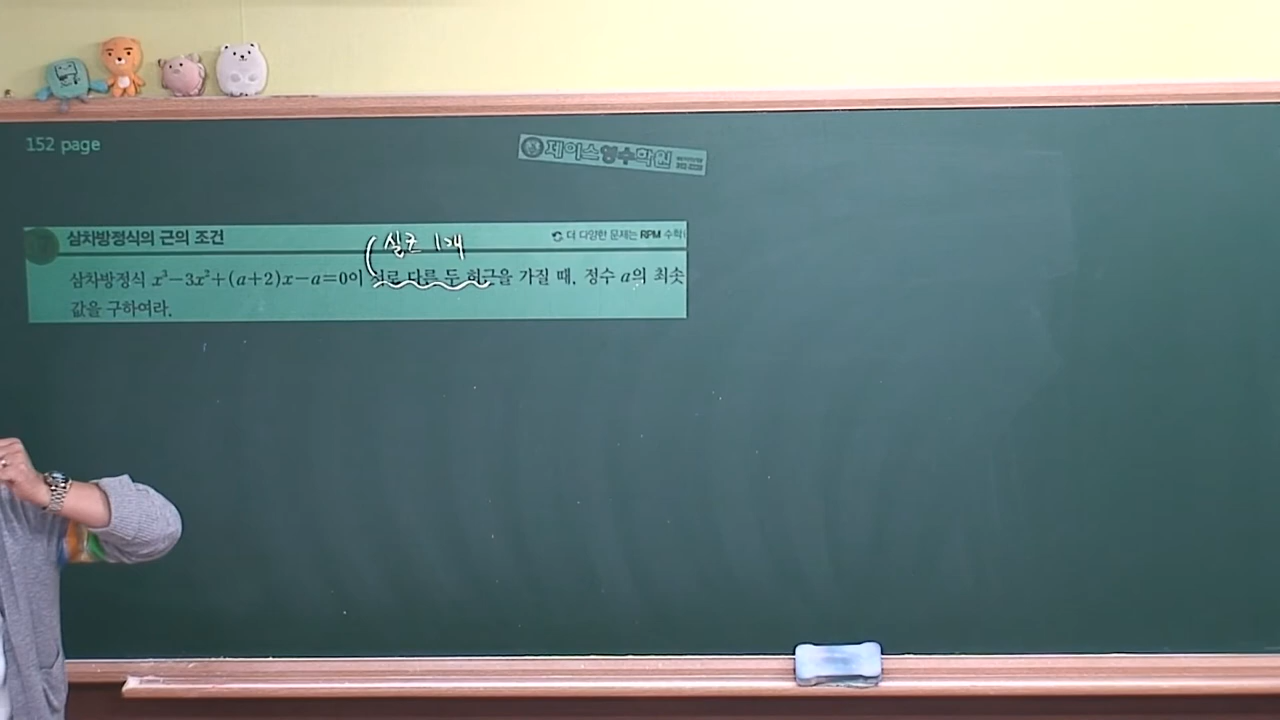 152 page
제이스영수학원
삼차방정식의 근의 조건
실근 1개
더 다양한 문제는 RPM 수학
삼차방정식 x³−3x²+(a+2)x−a=0이 서로 다른 두 허근을 가질 때, 정수 a의 최솟
값을 구하여라.